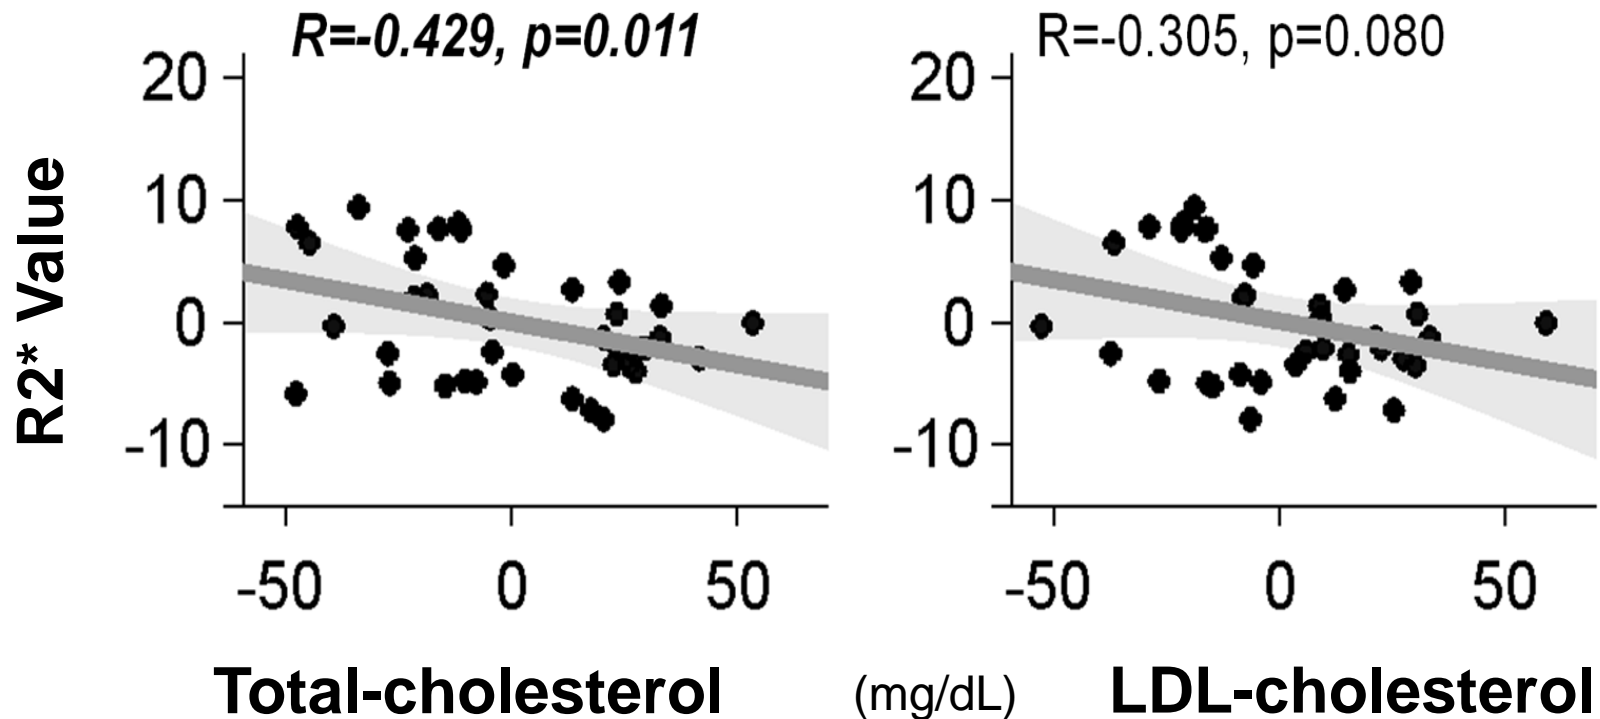 R=-0.429, p=0.011
R=-0.305, p=0.080
R2* Value
20
10
0
-10
-50 0 50
20
10
0
-10
-50 0 50
Total-cholesterol (mg/dL) LDL-cholesterol